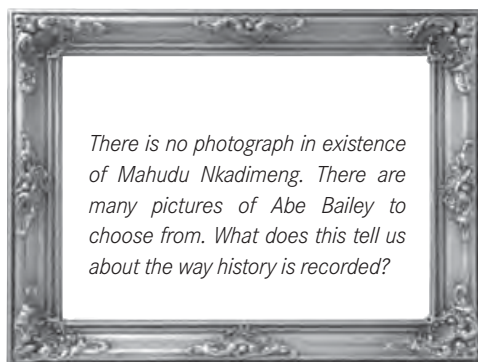 There is no photograph in existence
of Mahudu Nkadimeng. There are
many pictures of Abe Bailey to
choose from. What does this tell us
about the way history is recorded?